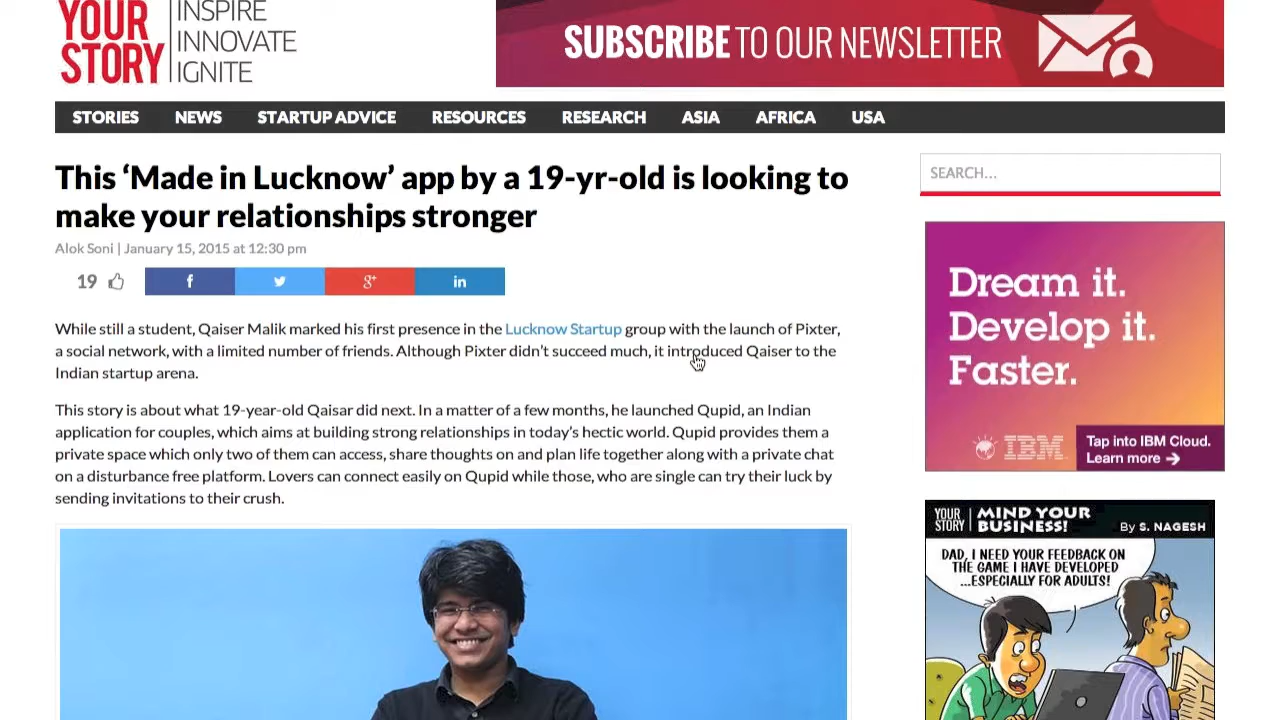 YOUR
STORY
INSPIRE
INNOVATE
IGNITE
SUBSCRIBE TO OUR NEWSLETTER
STORIES NEWS STARTUP ADVICE RESOURCES RESEARCH ASIA AFRICA USA
This ‘Made in Lucknow’ app by a 19-yr-old is looking to
make your relationships stronger
Alok Soni | January 15, 2015 at 12:30 pm
19
f
g+
in
While still a student, Qaiser Malik marked his first presence in the Lucknow Startup group with the launch of Pixter,
a social network, with a limited number of friends. Although Pixter didn’t succeed much, it introduced Qaiser to the
Indian startup arena.
This story is about what 19-year-old Qaisar did next. In a matter of a few months, he launched Qupid, an Indian
application for couples, which aims at building strong relationships in today’s hectic world. Qupid provides them a
private space which only two of them can access, share thoughts on and plan life together along with a private chat
on a disturbance free platform. Lovers can connect easily on Qupid while those, who are single can try their luck by
sending invitations to their crush.
SEARCH...
Dream it.
Develop it.
Faster.
IBM
Tap into IBM Cloud.
Learn more →
YOUR
STORY
MIND YOUR
BUSINESS!
By S. NAGESH
DAD, I NEED YOUR FEEDBACK ON
THE GAME I HAVE DEVELOPED
...ESPECIALLY FOR ADULTS!